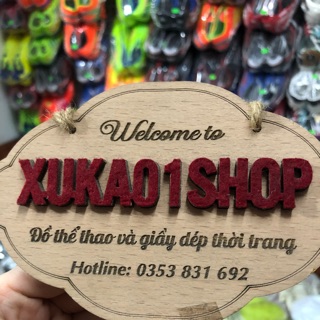 Welcome to
XUKA01SHOP
Đồ thể thao và giầy dép thời trang
Hotline: 0353 831 692